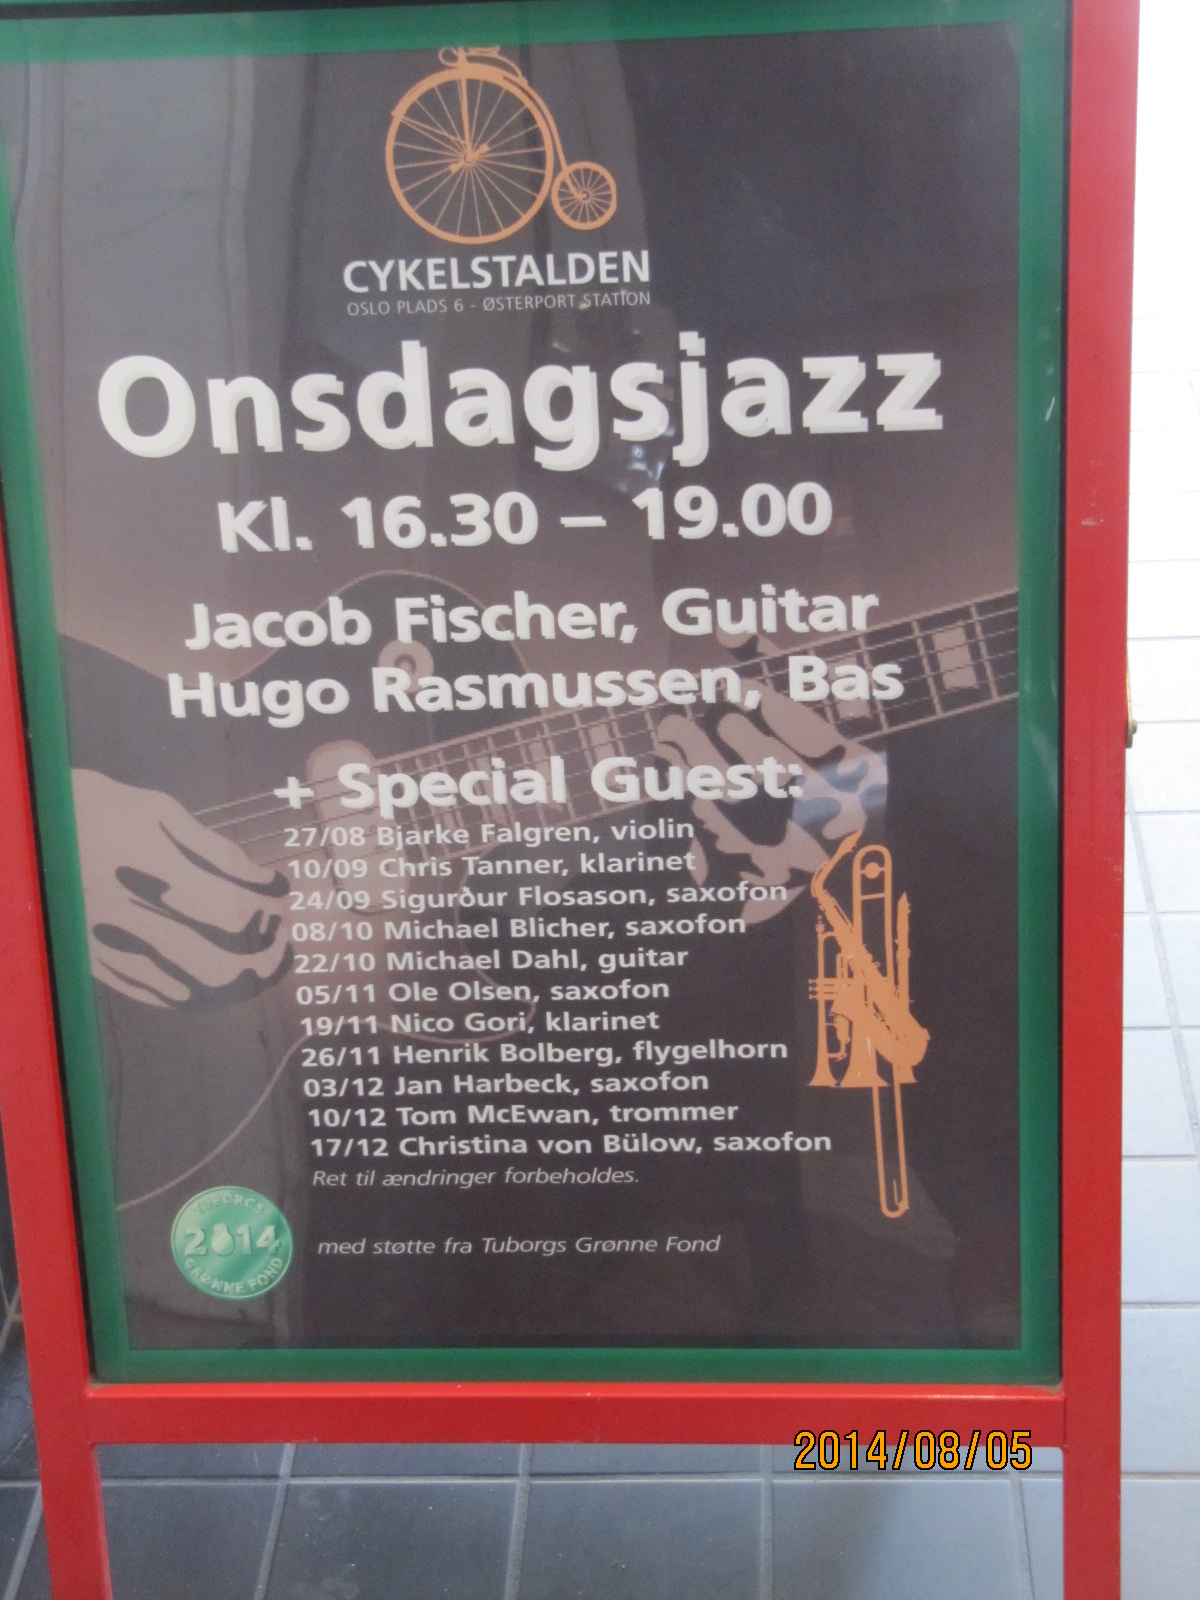 CYKELSTALDEN
OSLO PLADS 6 - ØSTERPORT STATION
Onsdagsjazz
Kl. 16.30 – 19.00
Jacob Fischer, Guitar
Hugo Rasmussen, Bas
+ Special Guest:
27/08 Bjarke Falgren, violin
10/09 Chris Tanner, klarinet
24/09 Sigurður Flosason, saxofon
08/10 Michael Blicher, saxofon
22/10 Michael Dahl, guitar
05/11 Ole Olsen, saxofon
19/11 Nico Gori, klarinet
26/11 Henrik Bolberg, flygelhorn
03/12 Jan Harbeck, saxofon
10/12 Tom McEwan, trommer
17/12 Christina von Bülow, saxofon
Ret til ændringer forbeholdes.
TUBORGS
2014
GRØNNE FOND
med støtte fra Tuborgs Grønne Fond
2014/08/05